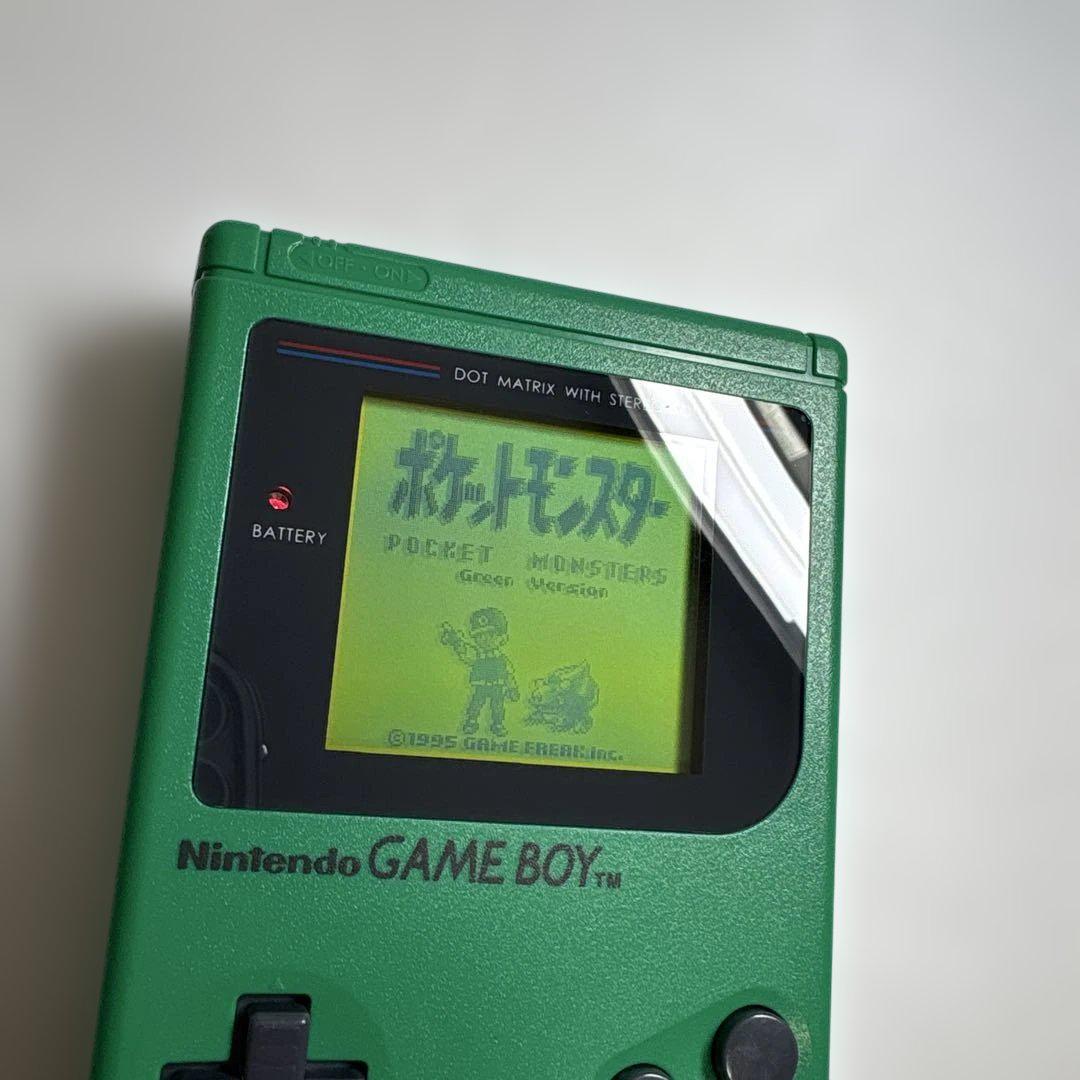 OFF・ON
DOT MATRIX WITH STEREO
ポケットモンスター
POCKET MONSTERS
Green Version
BATTERY
©1995 GAME FREAK inc.
Nintendo GAME BOY™